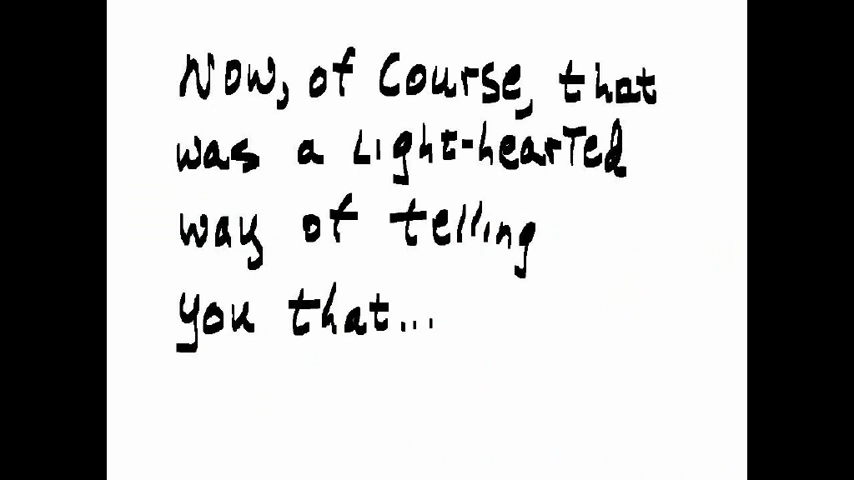 Now, of Course, that
was a Light-hearTed
way of telling
you that...